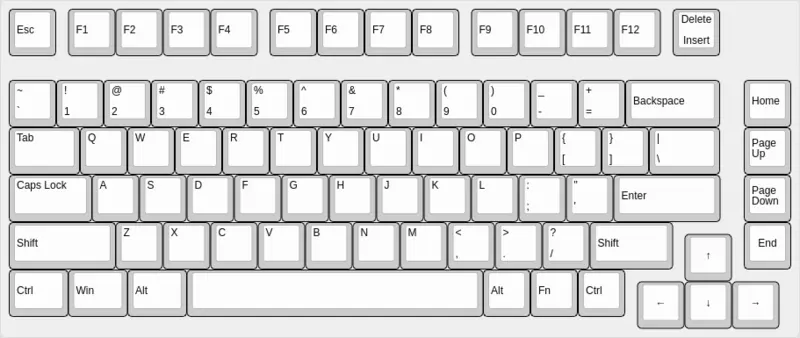 Esc F1 F2 F3 F4 F5 F6 F7 F8 F9 F10 F11 F12 Delete
Insert
~ ! @ # $ % ^ & * ( ) _ +
` 1 2 3 4 5 6 7 8 9 0 - = Backspace Home
Tab Q W E R T Y U I O P { } |
[ ] \
Page
Up
Caps Lock A S D F G H J K L : "
; ' Enter
Page
Down
Shift Z X C V B N M < > ?
, . / Shift
↑ End
Ctrl Win Alt Alt Fn Ctrl
← ↓ →